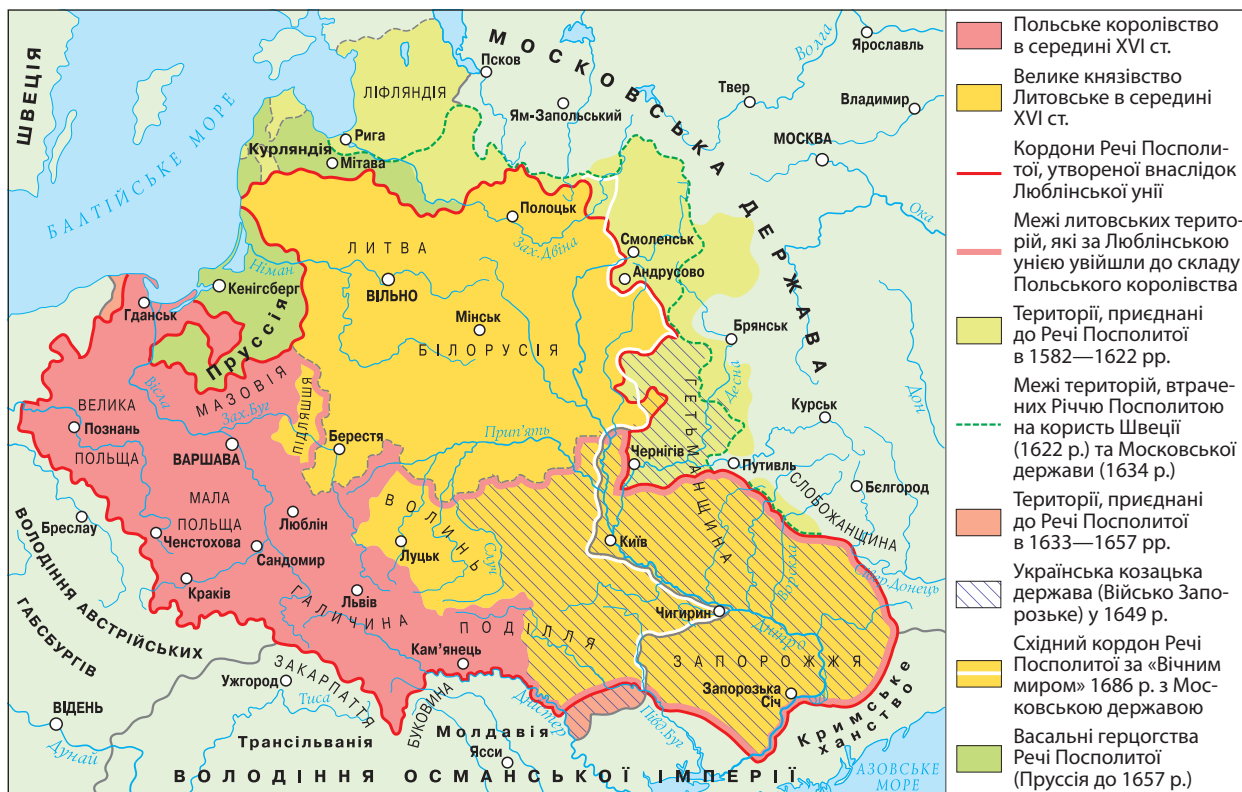 ШВЕЦІЯ
БАЛТІЙСЬКЕ МОРЕ
МОСКОВСЬКА ДЕРЖАВА
Псков
Волга
Ярославль
ЛІФЛЯНДІЯ
Ям-Запольський
Твер
Владимир
Рига
Курляндія
Мітава
МОСКВА
Полоцьк
Ока
Зах. Двіна
ЛИТВА
Смоленськ
Андрусово
Німан
Кенігсберг
ВІЛЬНО
Гданськ
Пруссія
Мінськ
БІЛОРУСІЯ
Брянськ
Десна
Дон
Вісла
МАЗОВІЯ
ВЕЛИКА
ПОЛЬЩА
Познань
Зах. Буг
ПІДЛЯШШЯ
Берестя
Прип'ять
ГЕТЬМАНЩИНА
Курськ
ВАРШАВА
Чернігів
Путивль
СЛОБОЖАНЩИНА
Бєлгород
МАЛА
ПОЛЬЩА
Люблін
ВОЛИНЬ
Бреслау
Ченстохова
Сандомир
Луцьк
Случ
Київ
Ворскла
Сівер. Донець
ВОЛОДІННЯ АВСТРІЙСЬКИХ
ГАБСБУРГІВ
Краків
Львів
ГАЛИЧИНА
ПОДІЛЛЯ
Чигирин
Дніпро
Кам'янець
ЗАПОРОЖЖЯ
Запорозька
Січ
ЗАКАРПАТТЯ
Ужгород
Тиса
БУКОВИНА
Дністер
Півд. Буг
Кримське
ханство
ВІДЕНЬ
Дунай
Трансільванія
Молдавія
Ясси
ВОЛОДІННЯ ОСМАНСЬКОЇ ІМПЕРІЇ
АЗОВСЬКЕ
МОРЕ
Польське королівство
в середині XVI ст.
Велике князівство
Литовське в середині
XVI ст.
Кордони Речі Посполи-
тої, утвореної внаслідок
Люблінської унії
Межі литовських терито-
рій, які за Люблінською
унією увійшли до складу
Польського королівства
Території, приєднані
до Речі Посполитої
в 1582—1622 рр.
Межі територій, втраче-
них Річчю Посполитою
на користь Швеції
(1622 р.) та Московської
держави (1634 р.)
Території, приєднані
до Речі Посполитої
в 1633—1657 рр.
Українська козацька
держава (Військо Запо-
розьке) у 1649 р.
Східний кордон Речі
Посполитої за «Вічним
миром» 1686 р. з Мос-
ковською державою
Васальні герцогства
Речі Посполитої
(Пруссія до 1657 р.)